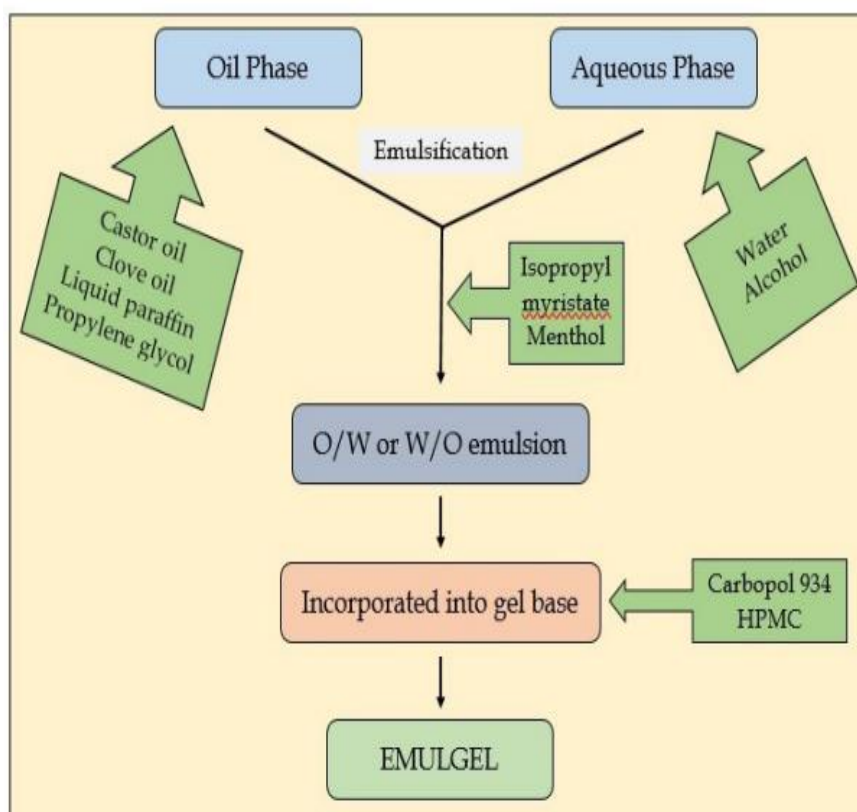 Oil Phase
Aqueous Phase
Emulsification
Castor oil
Clove oil
Liquid paraffin
Propylene glycol
Water
Alcohol
Isopropyl
myristate
Menthol
O/W or W/O emulsion
Incorporated into gel base
Carbopol 934
HPMC
EMULGEL